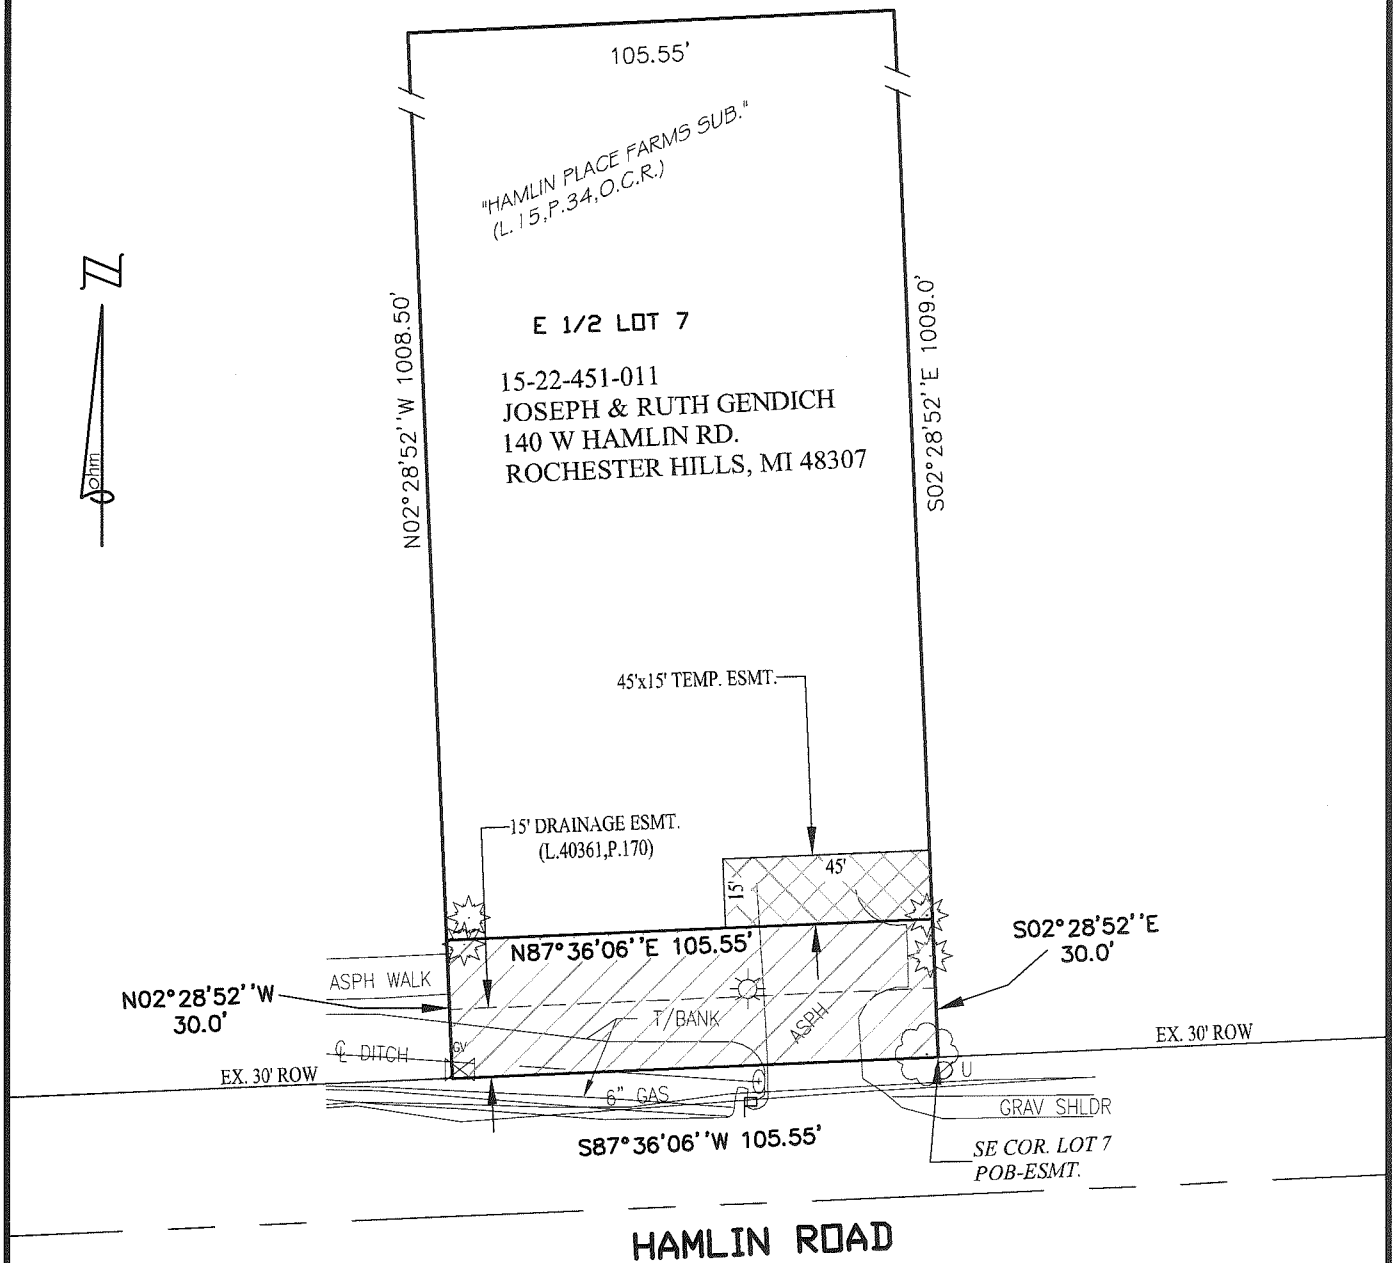 105.55'
"HAMLIN PLACE FARMS SUB."
(L.15,P.34,O.C.R.)
N
ohm
N02°28'52''W 1008.50'
S02°28'52''E 1009.0'
E 1/2 LOT 7
15-22-451-011
JOSEPH & RUTH GENDICH
140 W HAMLIN RD.
ROCHESTER HILLS, MI 48307
45'x15' TEMP. ESMT.
15' DRAINAGE ESMT.
(L.40361,P.170)
45'
15'
N87°36'06''E 105.55'
S02°28'52''E
30.0'
ASPH WALK
N02°28'52''W
30.0'
T/BANK
ASPH
℄ DITCH
GV
EX. 30' ROW
EX. 30' ROW
U
6" GAS
GRAV SHLDR
S87°36'06''W 105.55'
SE COR. LOT 7
POB-ESMT.
HAMLIN ROAD